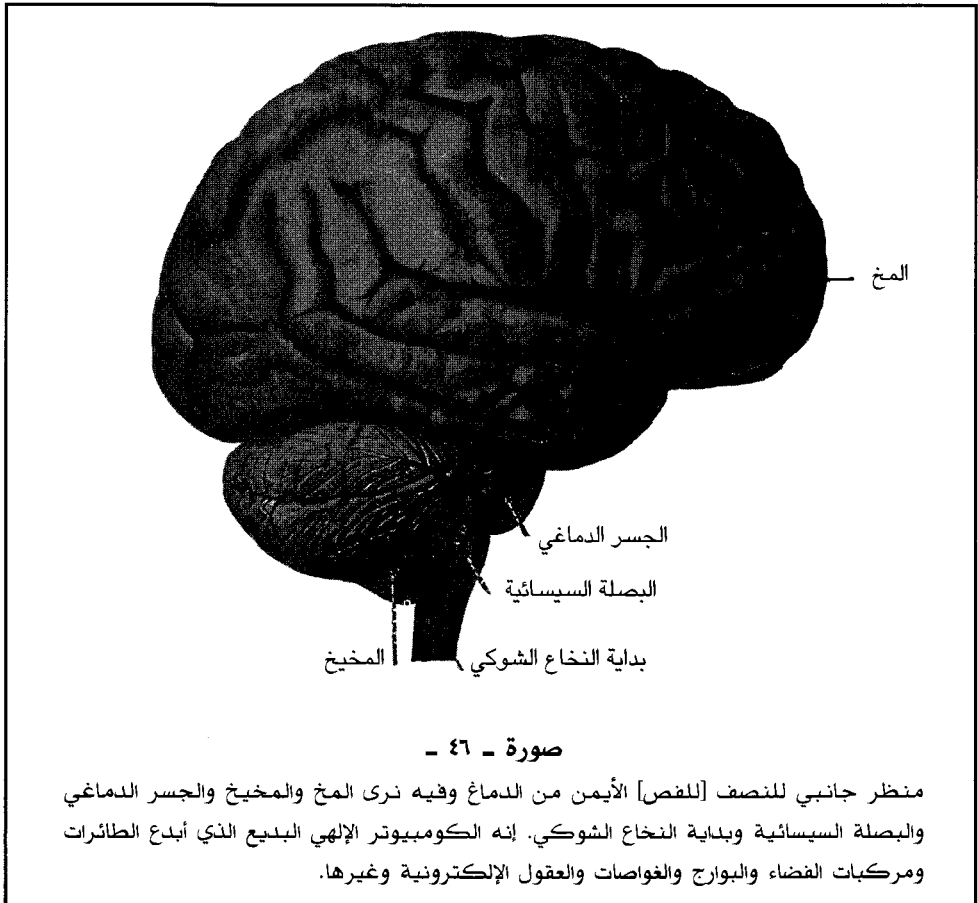 المخ
الجسر الدماغي
البصلة السيسائية
بداية النخاع الشوكي
المخيخ
صورة ـ ٤٦ ـ
منظر جانبي للنصف [للفص] الأيمن من الدماغ وفيه نرى المخ والمخيخ والجسر الدماغي
والبصلة السيسائية وبداية النخاع الشوكي. إنه الكومبيوتر الإلهي البديع الذي أبدع الطائرات
ومركبات الفضاء والبوارج والغواصات والعقول الإلكترونية وغيرها.